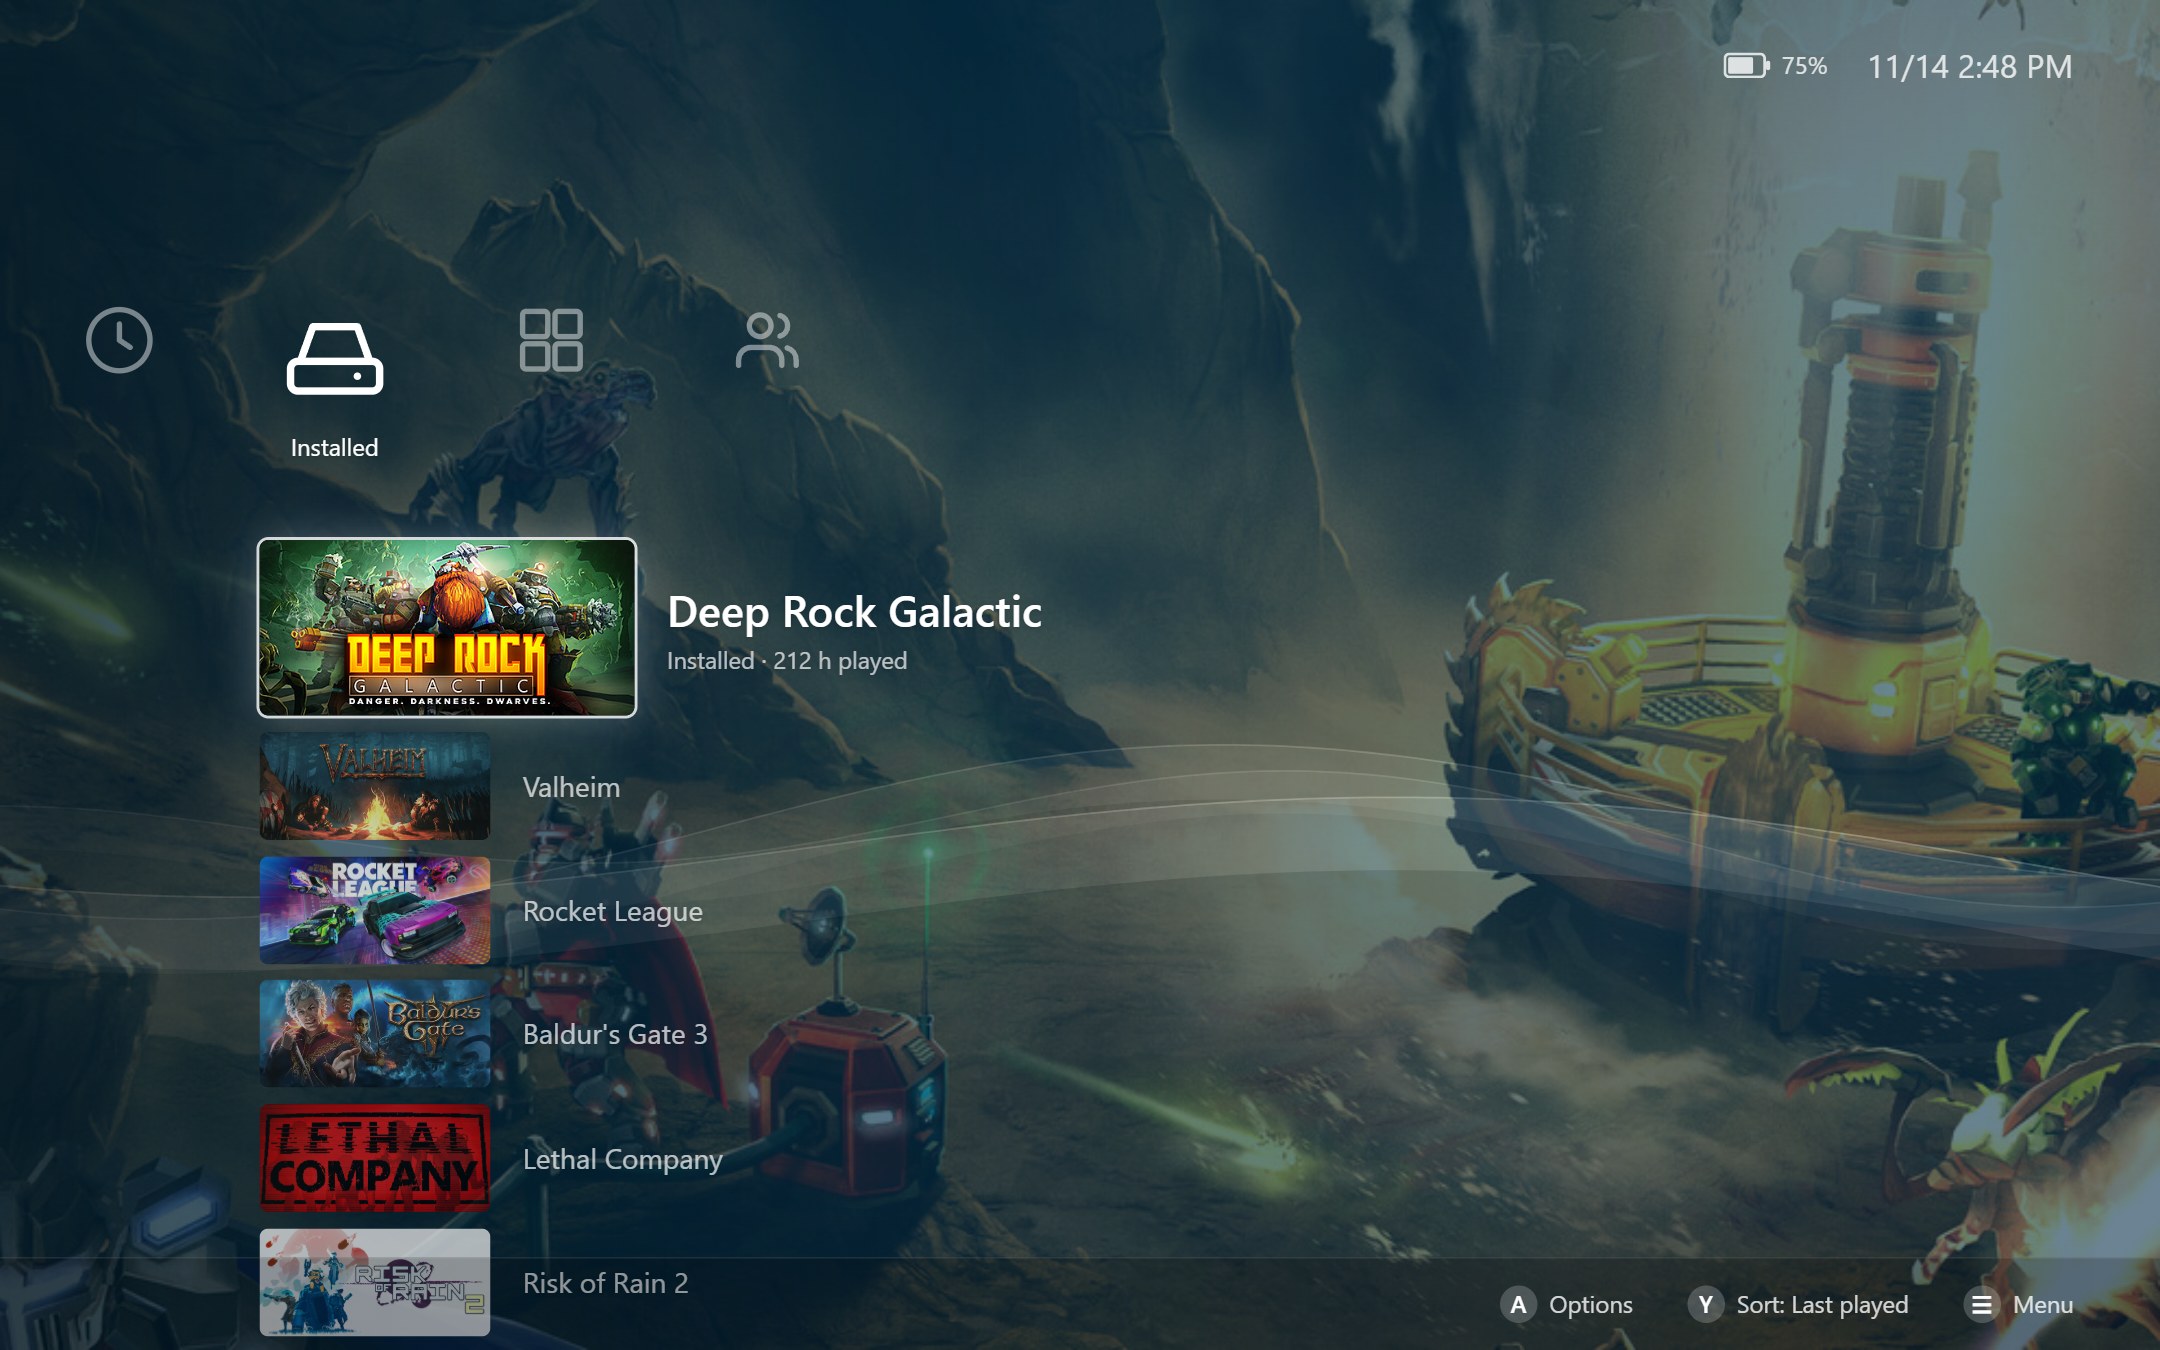 75% 11/14 2:48 PM
Installed
DEEP ROCK
GALACTIC
DANGER. DARKNESS. DWARVES.
Deep Rock Galactic
Installed · 212 h played
VALHEIM
Valheim
ROCKET
LEAGUE
Rocket League
BALDUR'S
GATE
Baldur's Gate 3
LETHAL
COMPANY
Lethal Company
RISK
OF RAIN 2
Risk of Rain 2
A Options Y Sort: Last played Menu